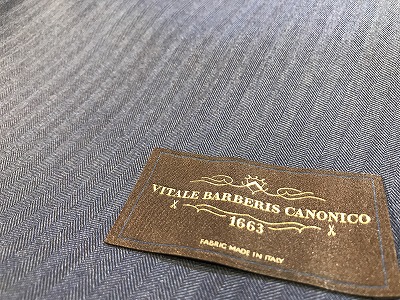 VITALE BARBERIS CANONICO
1663
FABRIC MADE IN ITALY